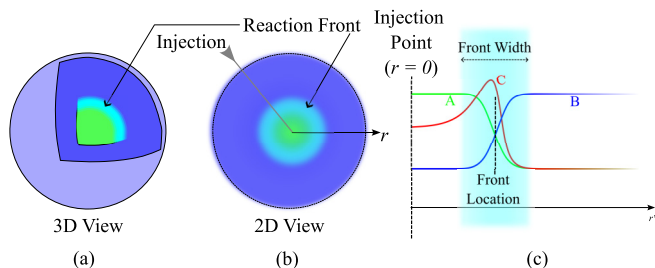 Reaction Front
Injection
r
3D View
2D View
(a)
(b)
Injection
Point
(r = 0)
Front Width
A
C
B
Front
Location
r
(c)